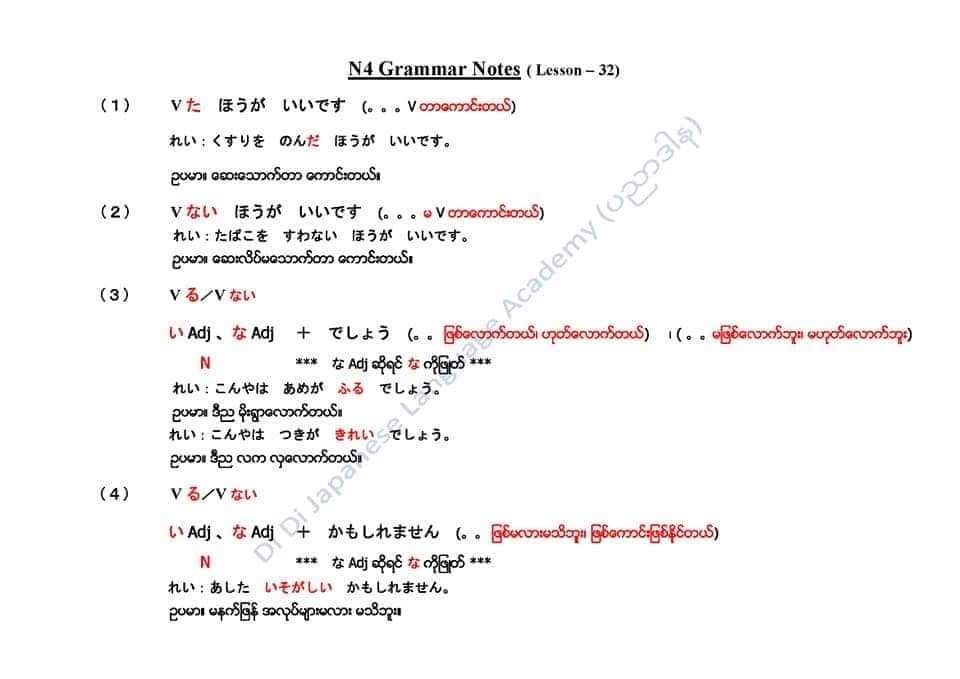 N4 Grammar Notes ( Lesson – 32)
（１） V た ほうが いいです (。。。V တာကောင်းတယ်)
れい：くすりを のんだ ほうが いいです。
ဥပမာ။ ဆေးသောက်တာ ကောင်းတယ်။
（２） V ない ほうが いいです (。。。မ V တာကောင်းတယ်)
れい：たばこを すわない ほうが いいです。
ဥပမာ။ ဆေးလိပ်မသောက်တာ ကောင်းတယ်။
（３） V る／V ない
い Adj 、な Adj ＋ でしょう (。。ဖြစ်လောက်တယ်၊ ဟုတ်လောက်တယ်) ၊ (。。မဖြစ်လောက်ဘူး၊ မဟုတ်လောက်ဘူး)
N *** な Adj ဆိုရင် な ကိုဖြုတ် ***
れい：こんやは あめが ふる でしょう。
ဥပမာ။ ဒီည မိုးရွာလောက်တယ်။
れい：こんやは つきが きれい でしょう。
ဥပမာ။ ဒီည လက လှလောက်တယ်။
（４） V る／V ない
い Adj 、な Adj ＋ かもしれません (。。ဖြစ်မလားမသိဘူး၊ ဖြစ်ကောင်းဖြစ်နိုင်တယ်)
N *** な Adj ဆိုရင် な ကိုဖြုတ် ***
れい：あした いそがしい かもしれません。
ဥပမာ။ မနက်ဖြန် အလုပ်များမလား မသိဘူး။
Di Di Japanese Language Academy (ပညာဒါန)